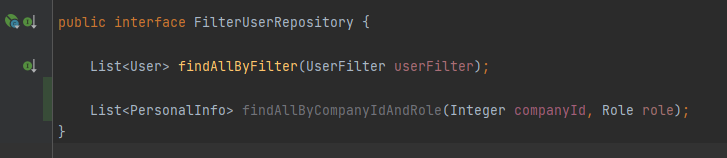 public interface FilterUserRepository {
List<User> findAllByFilter(UserFilter userFilter);
List<PersonalInfo> findAllByCompanyIdAndRole(Integer companyId, Role role);
}